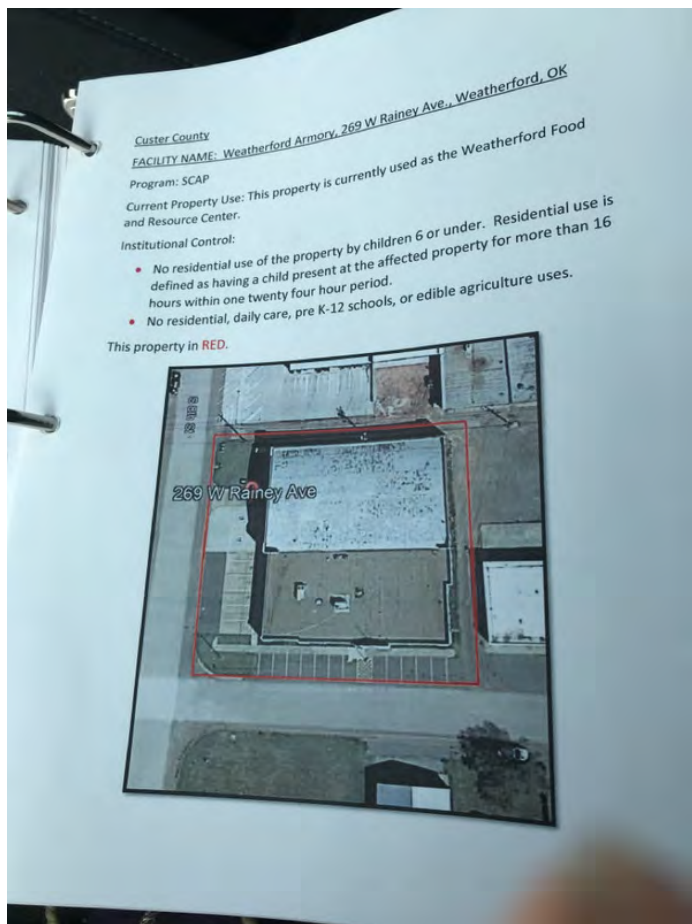 Custer County
FACILITY NAME: Weatherford Armory, 269 W Rainey Ave., Weatherford, OK
Program: SCAP
Current Property Use: This property is currently used as the Weatherford Food
and Resource Center.
Institutional Control:
• No residential use of the property by children 6 or under. Residential use is
defined as having a child present at the affected property for more than 16
hours within one twenty four hour period.
• No residential, daily care, pre K-12 schools, or edible agriculture uses.
This property in RED.
269 W Rainey Ave